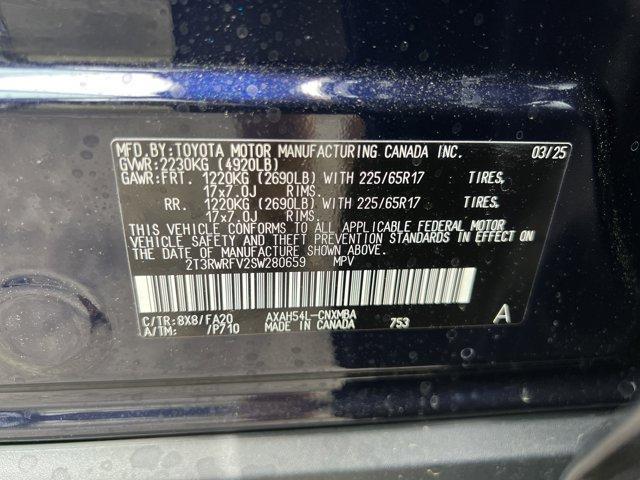 MFD.BY:TOYOTA MOTOR MANUFACTURING CANADA INC. 03/25
GVWR:2230KG (4920LB)
GAWR:FRT. 1220KG (2690LB) WITH 225/65R17 TIRES,
17x7.0J RIMS.
RR. 1220KG (2690LB) WITH 225/65R17 TIRES,
17x7.0J RIMS.
THIS VEHICLE CONFORMS TO ALL APPLICABLE FEDERAL MOTOR
VEHICLE SAFETY AND THEFT PREVENTION STANDARDS IN EFFECT ON
THE DATE OF MANUFACTURE SHOWN ABOVE.
2T3RWRFV2SW280659 MPV
C/TR:8X8/FA20 AXAH54L-CNXMBA
A/TM: /P710 MADE IN CANADA 753 A